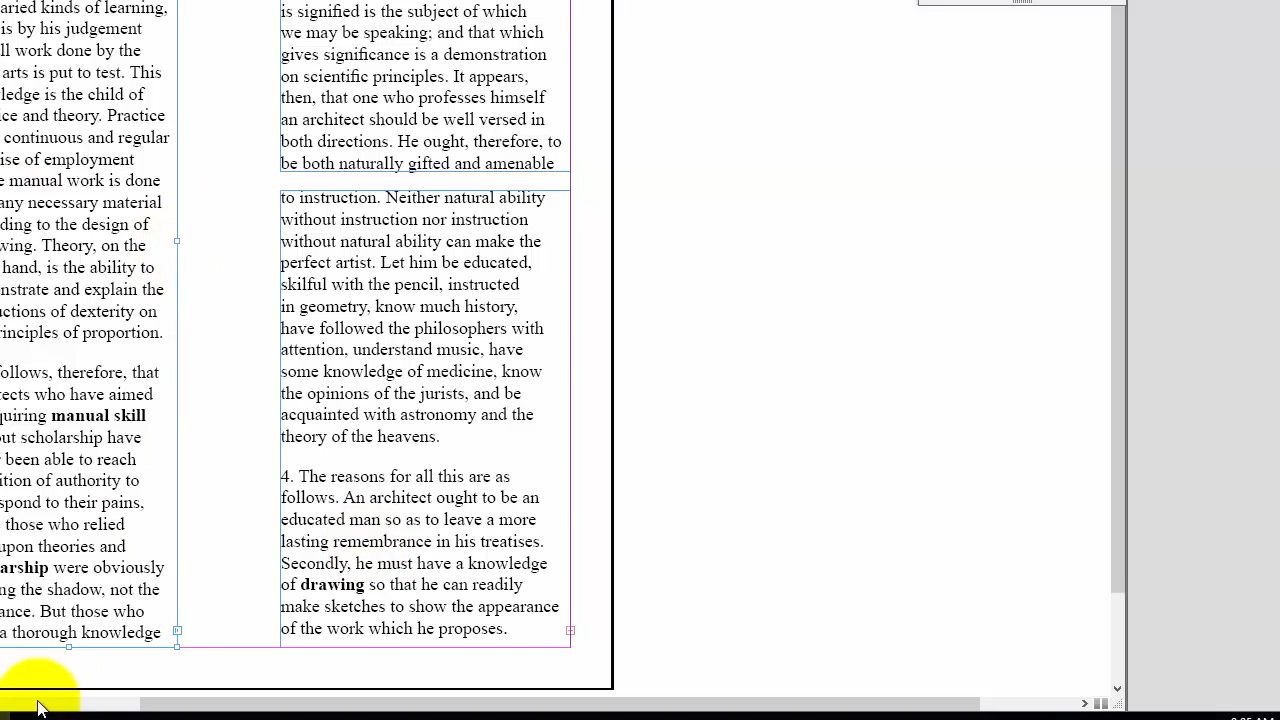 aried kinds of learning,
is by his judgement
ll work done by the
arts is put to test. This
ledge is the child of
ice and theory. Practice
continuous and regular
ise of employment
e manual work is done
any necessary material
ding to the design of
wing. Theory, on the
hand, is the ability to
nstrate and explain the
uctions of dexterity on
rinciples of proportion.
ollows, therefore, that
tects who have aimed
quiring manual skill
out scholarship have
been able to reach
ition of authority to
spond to their pains,
those who relied
upon theories and
arship were obviously
ng the shadow, not the
ance. But those who
a thorough knowledge
is signified is the subject of which
we may be speaking; and that which
gives significance is a demonstration
on scientific principles. It appears,
then, that one who professes himself
an architect should be well versed in
both directions. He ought, therefore, to
be both naturally gifted and amenable
to instruction. Neither natural ability
without instruction nor instruction
without natural ability can make the
perfect artist. Let him be educated,
skilful with the pencil, instructed
in geometry, know much history,
have followed the philosophers with
attention, understand music, have
some knowledge of medicine, know
the opinions of the jurists, and be
acquainted with astronomy and the
theory of the heavens.
4. The reasons for all this are as
follows. An architect ought to be an
educated man so as to leave a more
lasting remembrance in his treatises.
Secondly, he must have a knowledge
of drawing so that he can readily
make sketches to show the appearance
of the work which he proposes.